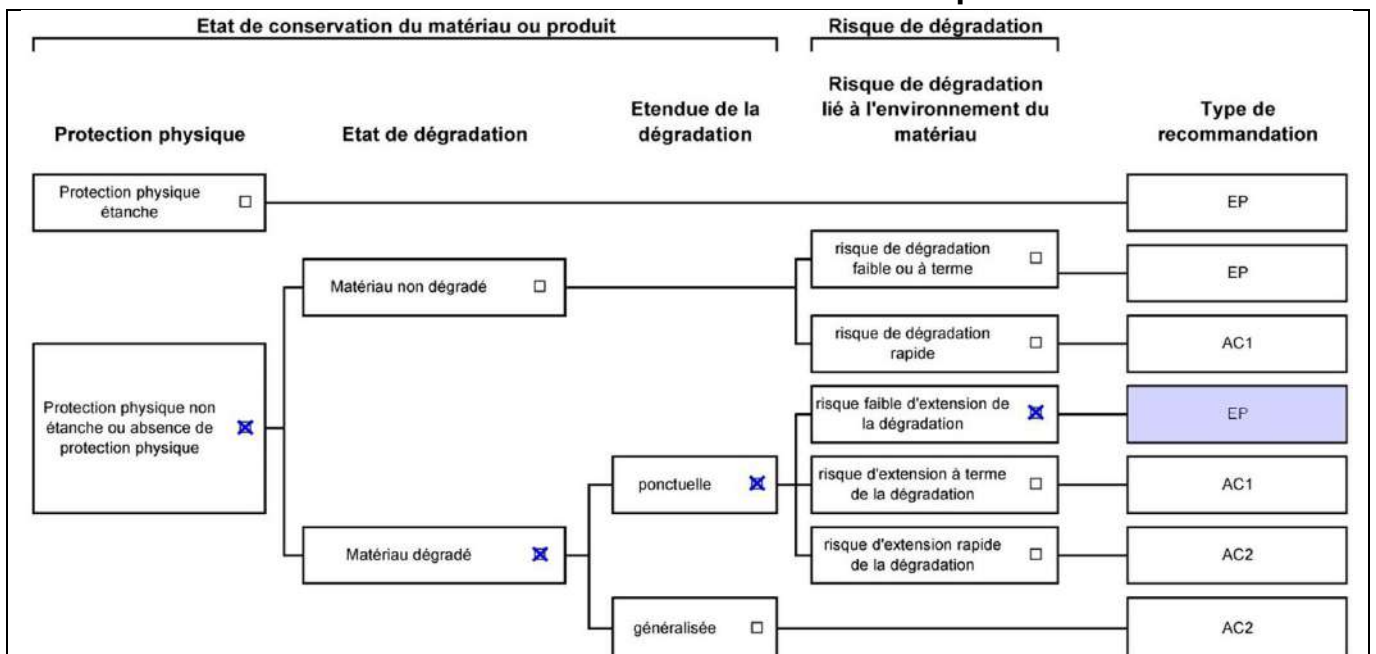 Etat de conservation du matériau ou produit
Risque de dégradation
Protection physique
Etat de dégradation
Etendue de la
dégradation
Risque de dégradation
lié à l'environnement du
matériau
Type de
recommandation
Protection physique
étanche
EP
risque de dégradation
faible ou à terme
EP
Matériau non dégradé
risque de dégradation
rapide
AC1
Protection physique non
étanche ou absence de
protection physique
risque faible d'extension de
la dégradation
EP
ponctuelle
risque d'extension à terme
de la dégradation
AC1
Matériau dégradé
risque d'extension rapide
de la dégradation
AC2
généralisée
AC2